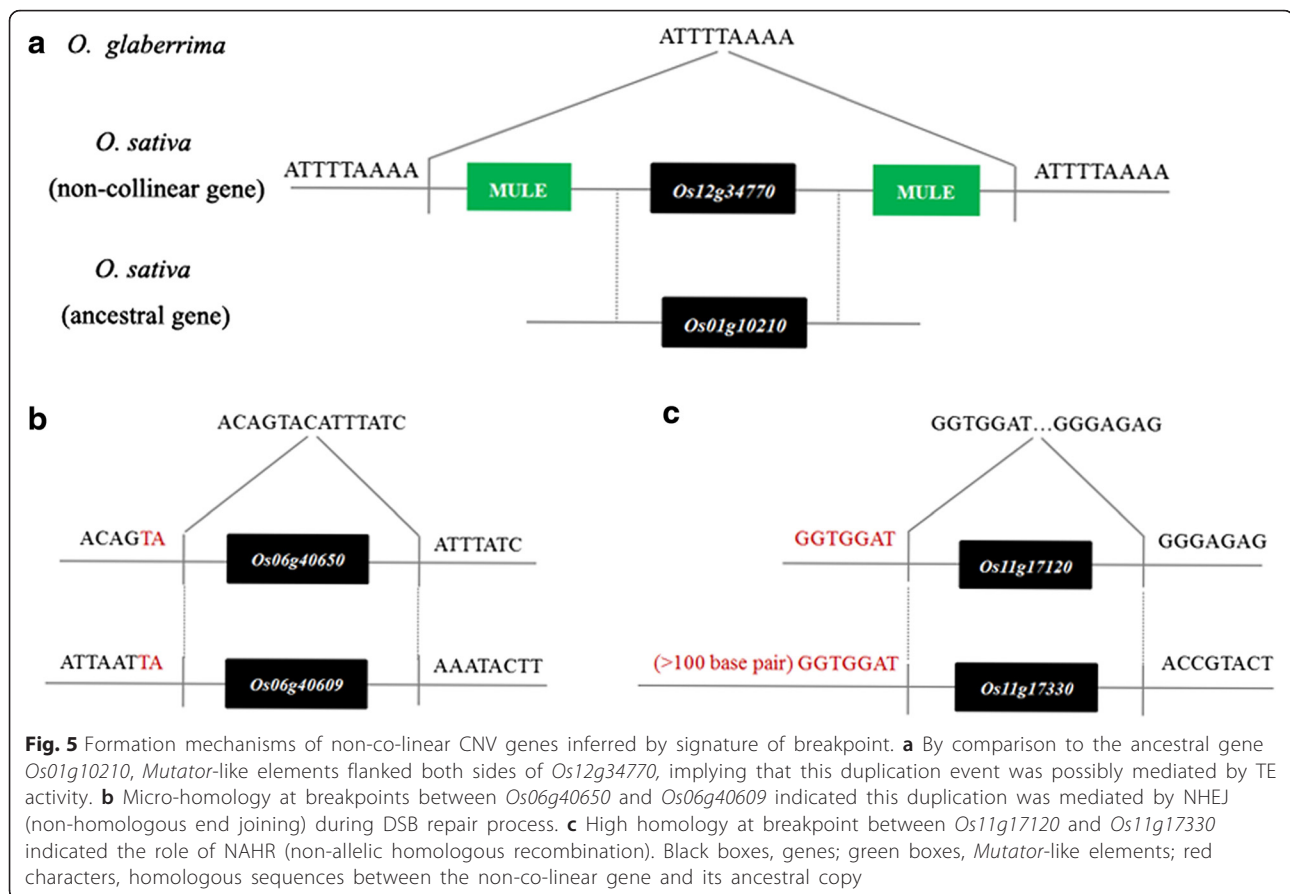 a O. glaberrima
ATTTTAAAA
O. sativa
(non-collinear gene)
ATTTTAAAA
MULE
Os12g34770
MULE
ATTTTAAAA
O. sativa
(ancestral gene)
Os01g10210
b
ACAGTACATTTATC
ACAGTA
Os06g40650
ATTTATC
ATTAATTA
Os06g40609
AAATACTT
c
GGTGGAT...GGGAGAG
GGTGGAT
Os11g17120
GGGAGAG
(>100 base pair) GGTGGAT
Os11g17330
ACCGTACT
Fig. 5 Formation mechanisms of non-co-linear CNV genes inferred by signature of breakpoint. a By comparison to the ancestral gene
Os01g10210, Mutator-like elements flanked both sides of Os12g34770, implying that this duplication event was possibly mediated by TE
activity. b Micro-homology at breakpoints between Os06g40650 and Os06g40609 indicated this duplication was mediated by NHEJ
(non-homologous end joining) during DSB repair process. c High homology at breakpoint between Os11g17120 and Os11g17330
indicated the role of NAHR (non-allelic homologous recombination). Black boxes, genes; green boxes, Mutator-like elements; red
characters, homologous sequences between the non-co-linear gene and its ancestral copy